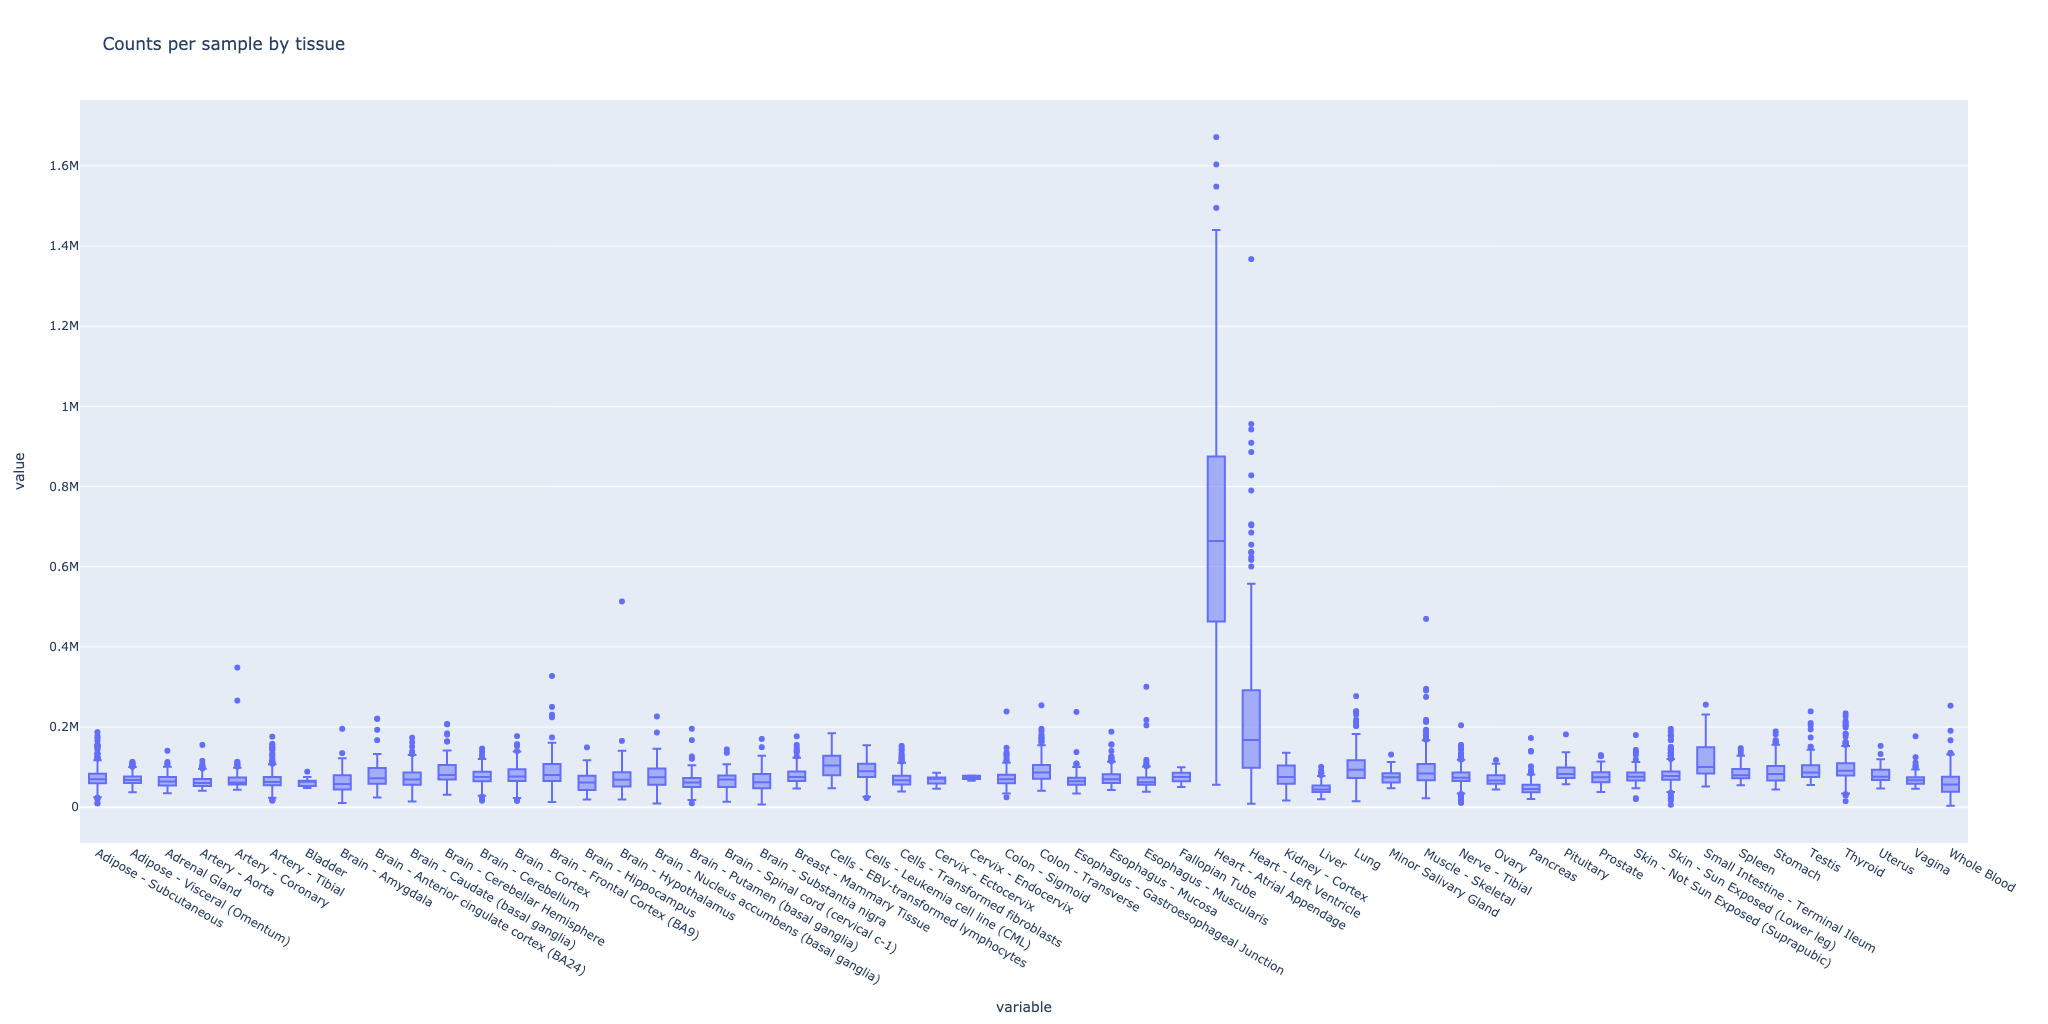 Counts per sample by tissue
1.6M
1.4M
1.2M
1M
0.8M
0.6M
0.4M
0.2M
0
value
Adipose - Subcutaneous
Adipose - Visceral (Omentum)
Adrenal Gland
Artery - Aorta
Artery - Coronary
Artery - Tibial
Bladder
Brain - Amygdala
Brain - Anterior cingulate cortex (BA24)
Brain - Caudate (basal ganglia)
Brain - Cerebellar Hemisphere
Brain - Cerebellum
Brain - Cortex
Brain - Frontal Cortex (BA9)
Brain - Hippocampus
Brain - Hypothalamus
Brain - Nucleus accumbens (basal ganglia)
Brain - Putamen (basal ganglia)
Brain - Spinal cord (cervical c-1)
Brain - Substantia nigra
Breast - Mammary Tissue
Cells - EBV-transformed lymphocytes
Cells - Leukemia cell line (CML)
Cells - Transformed fibroblasts
Cervix - Ectocervix
Cervix - Endocervix
Colon - Sigmoid
Colon - Transverse
Esophagus - Gastroesophageal Junction
Esophagus - Mucosa
Esophagus - Muscularis
Fallopian Tube
Heart - Atrial Appendage
Heart - Left Ventricle
Kidney - Cortex
Liver
Lung
Minor Salivary Gland
Muscle - Skeletal
Nerve - Tibial
Ovary
Pancreas
Pituitary
Prostate
Skin - Not Sun Exposed (Suprapubic)
Skin - Sun Exposed (Lower leg)
Small Intestine - Terminal Ileum
Spleen
Stomach
Testis
Thyroid
Uterus
Vagina
Whole Blood
variable